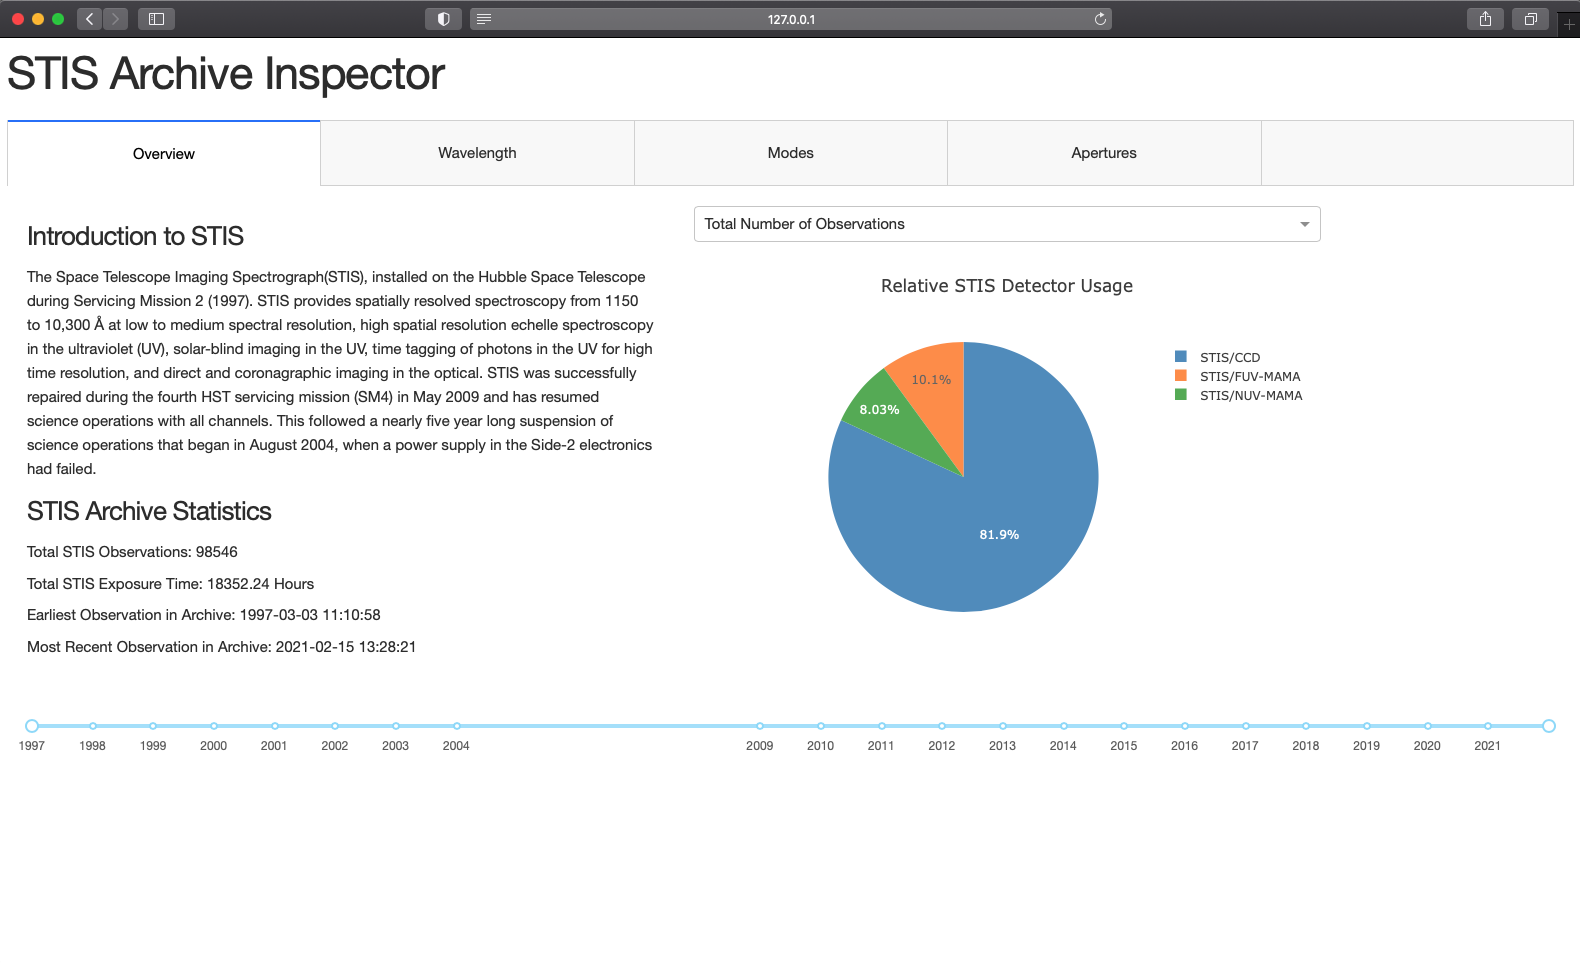 127.0.0.1
STIS Archive Inspector
Overview
Wavelength
Modes
Apertures
Introduction to STIS
The Space Telescope Imaging Spectrograph(STIS), installed on the Hubble Space Telescope
during Servicing Mission 2 (1997). STIS provides spatially resolved spectroscopy from 1150
to 10,300 Å at low to medium spectral resolution, high spatial resolution echelle spectroscopy
in the ultraviolet (UV), solar-blind imaging in the UV, time tagging of photons in the UV for high
time resolution, and direct and coronagraphic imaging in the optical. STIS was successfully
repaired during the fourth HST servicing mission (SM4) in May 2009 and has resumed
science operations with all channels. This followed a nearly five year long suspension of
science operations that began in August 2004, when a power supply in the Side-2 electronics
had failed.
STIS Archive Statistics
Total STIS Observations: 98546
Total STIS Exposure Time: 18352.24 Hours
Earliest Observation in Archive: 1997-03-03 11:10:58
Most Recent Observation in Archive: 2021-02-15 13:28:21
Total Number of Observations
Relative STIS Detector Usage
10.1%
8.03%
81.9%
STIS/CCD
STIS/FUV-MAMA
STIS/NUV-MAMA
1997
1998
1999
2000
2001
2002
2003
2004
2009
2010
2011
2012
2013
2014
2015
2016
2017
2018
2019
2020
2021